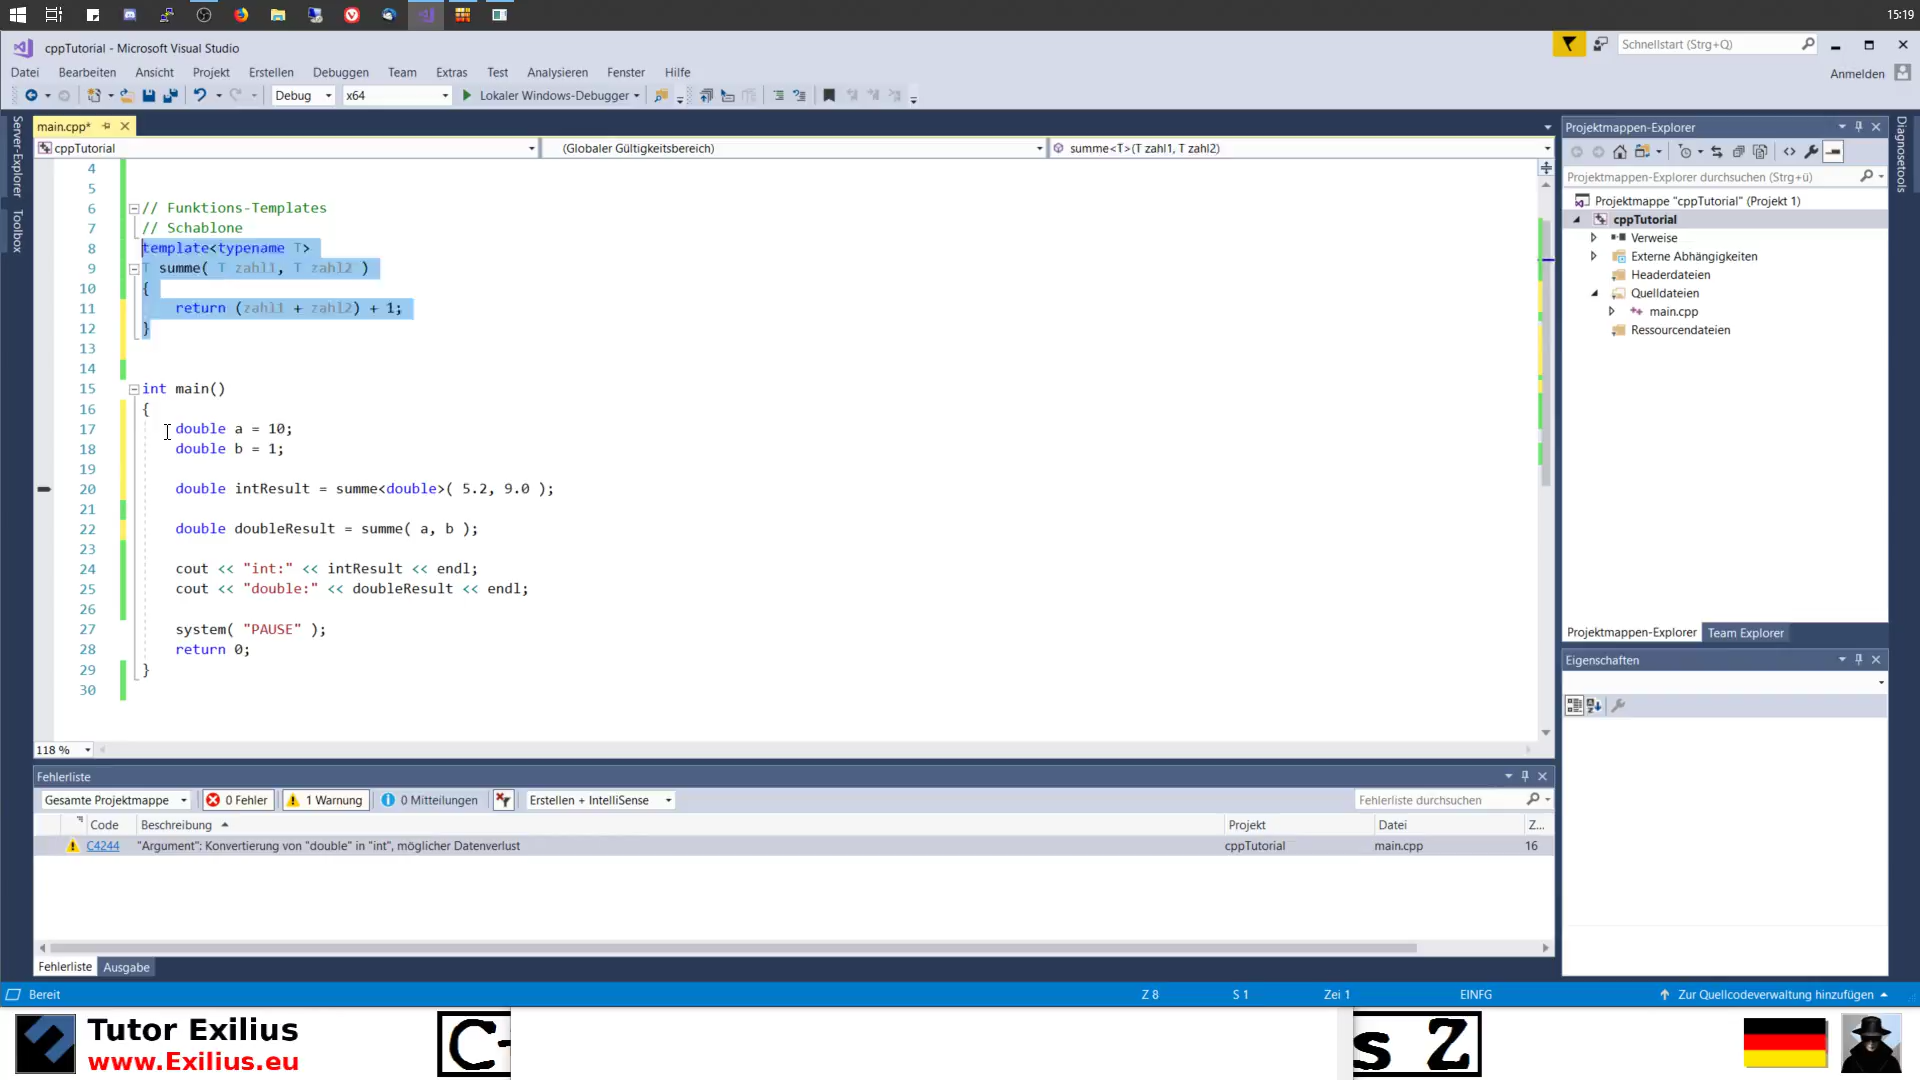 15:19
cppTutorial - Microsoft Visual Studio
Schnellstart (Strg+Q)
Datei Bearbeiten Ansicht Projekt Erstellen Debuggen Team Extras Test Analysieren Fenster Hilfe
Anmelden
Debug x64 Lokaler Windows-Debugger
Server-Explorer
Toolbox
main.cpp*
cppTutorial (Globaler Gültigkeitsbereich) summe<T>(T zahl1, T zahl2)
4
5
6 // Funktions-Templates
7 // Schablone
8 template<typename T>
9 T summe( T zahl1, T zahl2 )
10 {
11 return (zahl1 + zahl2) + 1;
12 }
13
14
15 int main()
16 {
17 double a = 10;
18 double b = 1;
19
20 double intResult = summe<double>( 5.2, 9.0 );
21
22 double doubleResult = summe( a, b );
23
24 cout << "int:" << intResult << endl;
25 cout << "double:" << doubleResult << endl;
26
27 system( "PAUSE" );
28 return 0;
29 }
30
118 %
Projektmappen-Explorer
Projektmappen-Explorer durchsuchen (Strg+ü)
Projektmappe "cppTutorial" (Projekt 1)
cppTutorial
Verweise
Externe Abhängigkeiten
Headerdateien
Quelldateien
main.cpp
Ressourcendateien
Projektmappen-Explorer Team Explorer
Eigenschaften
Diagnosetools
Fehlerliste
Gesamte Projektmappe 0 Fehler 1 Warnung 0 Mitteilungen Erstellen + IntelliSense Fehlerliste durchsuchen
Code Beschreibung Projekt Datei Z...
C4244 "Argument": Konvertierung von "double" in "int", möglicher Datenverlust cppTutorial main.cpp 16
Fehlerliste Ausgabe
Bereit Z 8 S 1 Zei 1 EINFG Zur Quellcodeverwaltung hinzufügen
Tutor Exilius
www.Exilius.eu
s Z